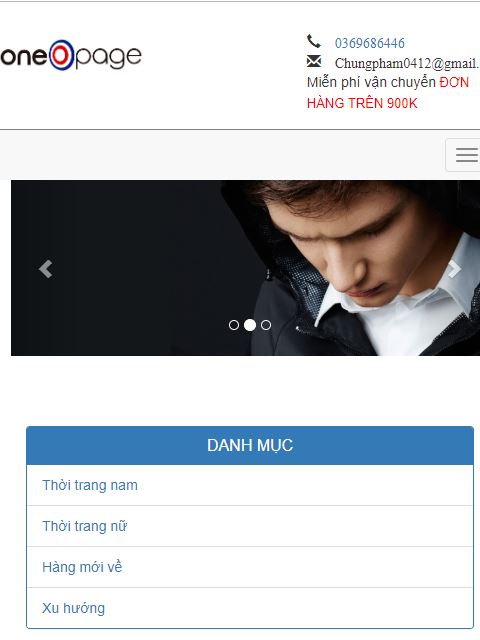 oneOpage
0369686446
Chungpham0412@gmail.
Miễn phí vận chuyển ĐƠN
HÀNG TRÊN 900K
DANH MỤC
Thời trang nam
Thời trang nữ
Hàng mới về
Xu hướng